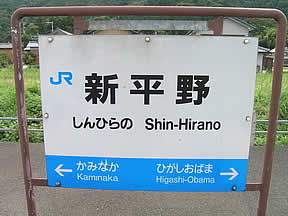 JR 新平野
しんひらの Shin-Hirano
← かみなか ひがしおばま →
Kaminaka Higashi-Obama